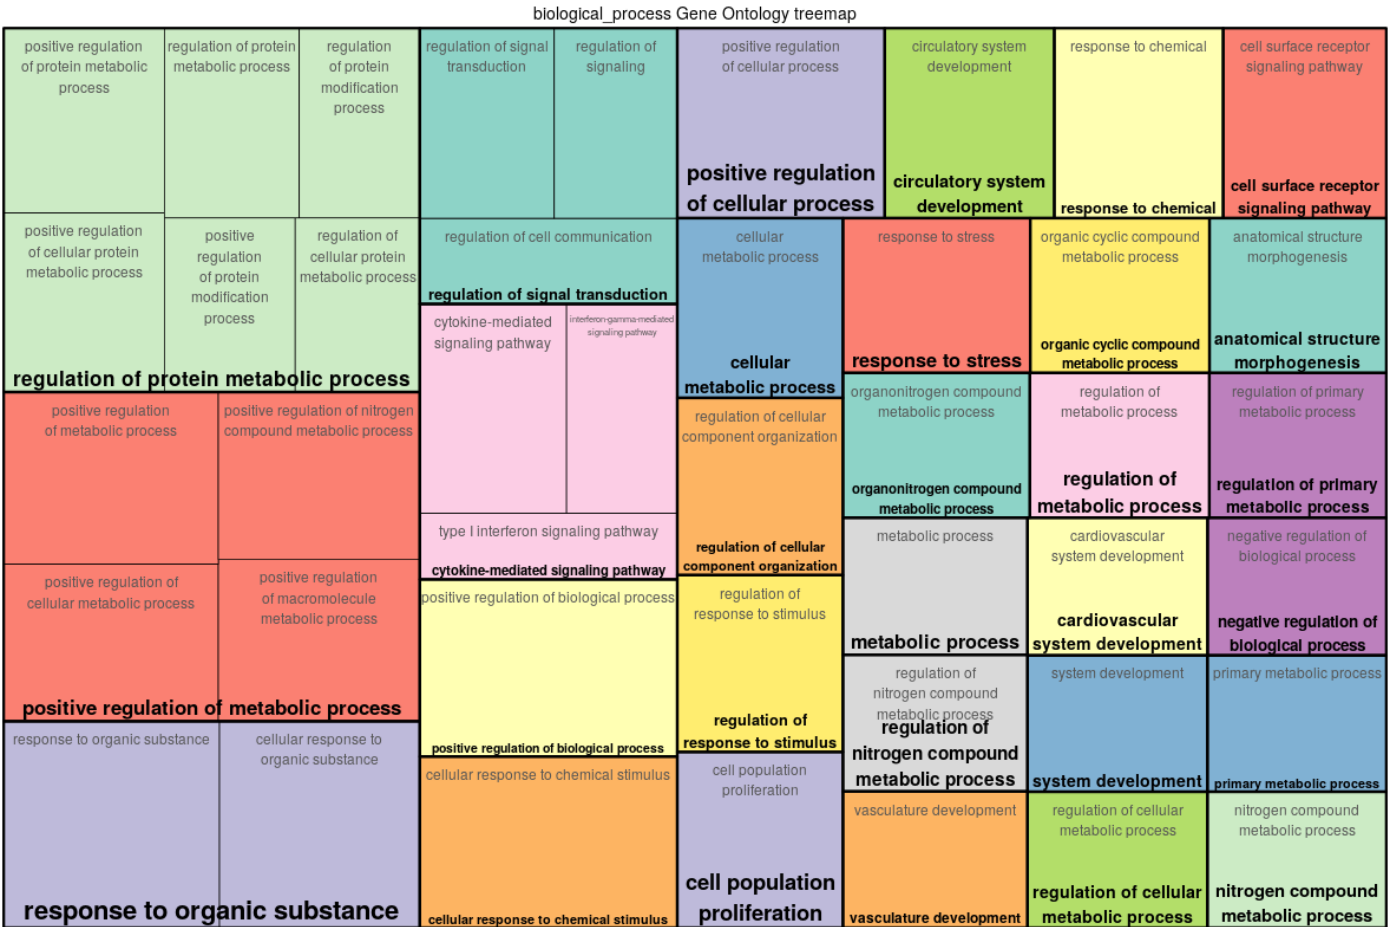 biological_process Gene Ontology treemap
positive regulation
of protein metabolic
process
regulation of protein
metabolic process
regulation
of protein
modification
process
positive regulation
of cellular protein
metabolic process
positive
regulation
of protein
modification
process
regulation of
cellular protein
metabolic process
regulation of protein metabolic process
positive regulation
of metabolic process
positive regulation of nitrogen
compound metabolic process
positive regulation of
cellular metabolic process
positive regulation
of macromolecule
metabolic process
positive regulation of metabolic process
response to organic substance
cellular response to
organic substance
response to organic substance
regulation of signal
transduction
regulation of
signaling
regulation of cell communication
regulation of signal transduction
cytokine-mediated
signaling pathway
interferon-gamma-mediated
signaling pathway
type I interferon signaling pathway
cytokine-mediated signaling pathway
positive regulation of biological process
positive regulation of biological process
cellular response to chemical stimulus
cellular response to chemical stimulus
positive regulation
of cellular process
positive regulation
of cellular process
circulatory system
development
circulatory system
development
response to chemical
response to chemical
cell surface receptor
signaling pathway
cell surface receptor
signaling pathway
cellular
metabolic process
cellular
metabolic process
regulation of cellular
component organization
regulation of cellular
component organization
regulation of
response to stimulus
regulation of
response to stimulus
cell population
proliferation
cell population
proliferation
response to stress
response to stress
organic cyclic compound
metabolic process
organic cyclic compound
metabolic process
anatomical structure
morphogenesis
anatomical structure
morphogenesis
organonitrogen compound
metabolic process
organonitrogen compound
metabolic process
regulation of
metabolic process
regulation of
metabolic process
regulation of primary
metabolic process
regulation of primary
metabolic process
metabolic process
metabolic process
cardiovascular
system development
cardiovascular
system development
negative regulation of
biological process
negative regulation of
biological process
regulation of
nitrogen compound
metabolic process
regulation of
nitrogen compound
metabolic process
system development
system development
primary metabolic process
primary metabolic process
vasculature development
vasculature development
regulation of cellular
metabolic process
regulation of cellular
metabolic process
nitrogen compound
metabolic process
nitrogen compound
metabolic process